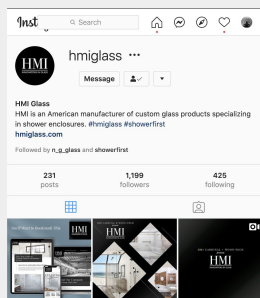 Inst
Search
HMI
hmiglass
Message
HMI Glass
HMI is an American manufacturer of custom glass products specializing
in shower enclosures. #hmiglass #showerfirst
hmiglass.com
Followed by n_g_glass and showerfirst
231 1,199 425
posts followers following
HMI
HMI
HMI